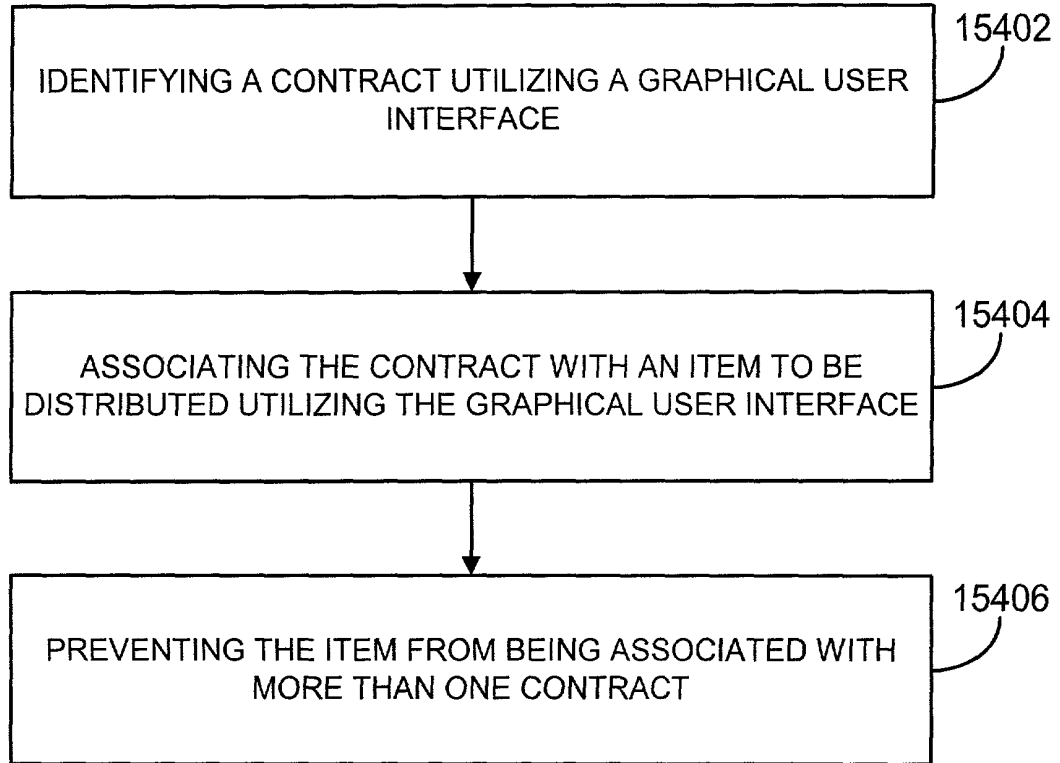 15402
IDENTIFYING A CONTRACT UTILIZING A GRAPHICAL USER
INTERFACE
15404
ASSOCIATING THE CONTRACT WITH AN ITEM TO BE
DISTRIBUTED UTILIZING THE GRAPHICAL USER INTERFACE
15406
PREVENTING THE ITEM FROM BEING ASSOCIATED WITH
MORE THAN ONE CONTRACT